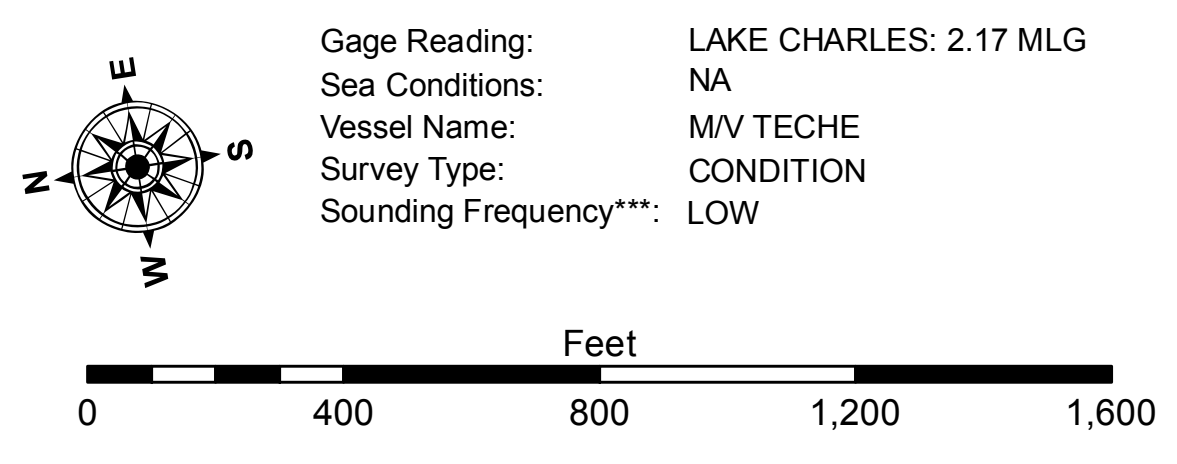 E
S
N
W
Gage Reading: LAKE CHARLES: 2.17 MLG
Sea Conditions: NA
Vessel Name: M/V TECHE
Survey Type: CONDITION
Sounding Frequency***: LOW
Feet
0 400 800 1,200 1,600